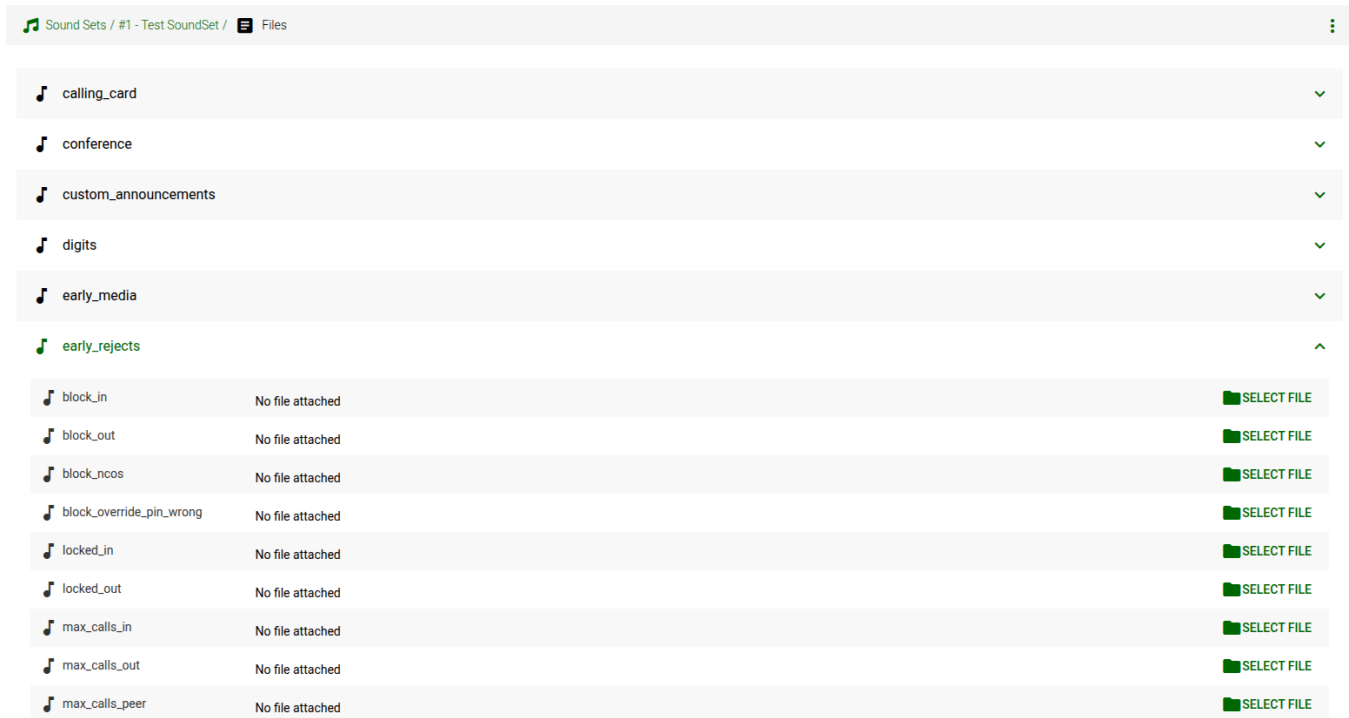 Sound Sets / #1 - Test SoundSet / Files
calling_card
conference
custom_announcements
digits
early_media
early_rejects
block_in No file attached SELECT FILE
block_out No file attached SELECT FILE
block_ncos No file attached SELECT FILE
block_override_pin_wrong No file attached SELECT FILE
locked_in No file attached SELECT FILE
locked_out No file attached SELECT FILE
max_calls_in No file attached SELECT FILE
max_calls_out No file attached SELECT FILE
max_calls_peer No file attached SELECT FILE